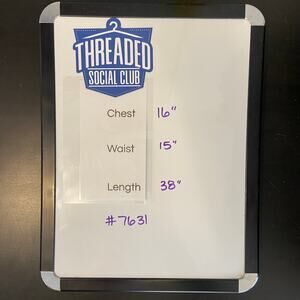 THREADED
SOCIAL CLUB
Chest 16"
Waist 15"
Length 38"
#7631